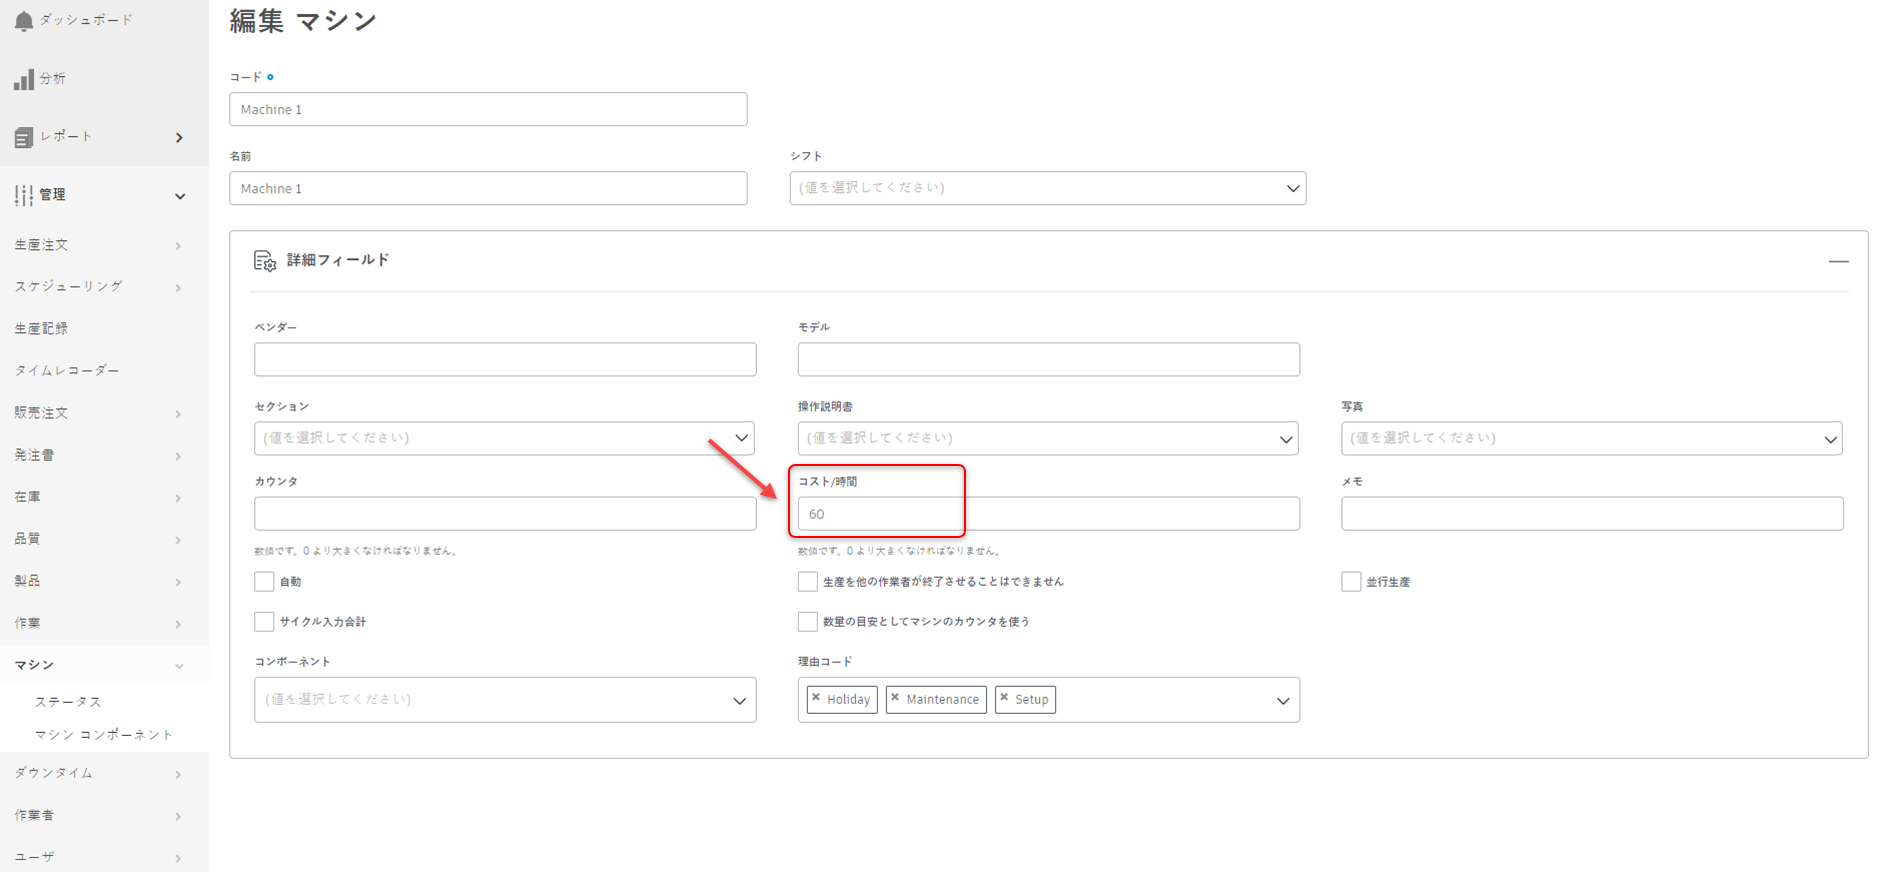 ダッシュボード
分析
レポート
管理
生産注文
スケジューリング
生産記録
タイムレコーダー
販売注文
発注書
在庫
品質
製品
作業
マシン
ステータス
マシン コンポーネント
ダウンタイム
作業者
ユーザ
編集 マシン
コード
Machine 1
名前
シフト
Machine 1
(値を選択してください)
詳細フィールド
ベンダー
モデル
セクション
操作説明書
写真
(値を選択してください)
(値を選択してください)
(値を選択してください)
カウンタ
コスト/時間
メモ
60
数値です。0 より大きくなければなりません。
数値です。0 より大きくなければなりません。
自動
生産を他の作業者が終了させることはできません
並行生産
サイクル入力合計
数量の目安としてマシンのカウンタを使う
コンポーネント
理由コード
(値を選択してください)
× Holiday × Maintenance × Setup